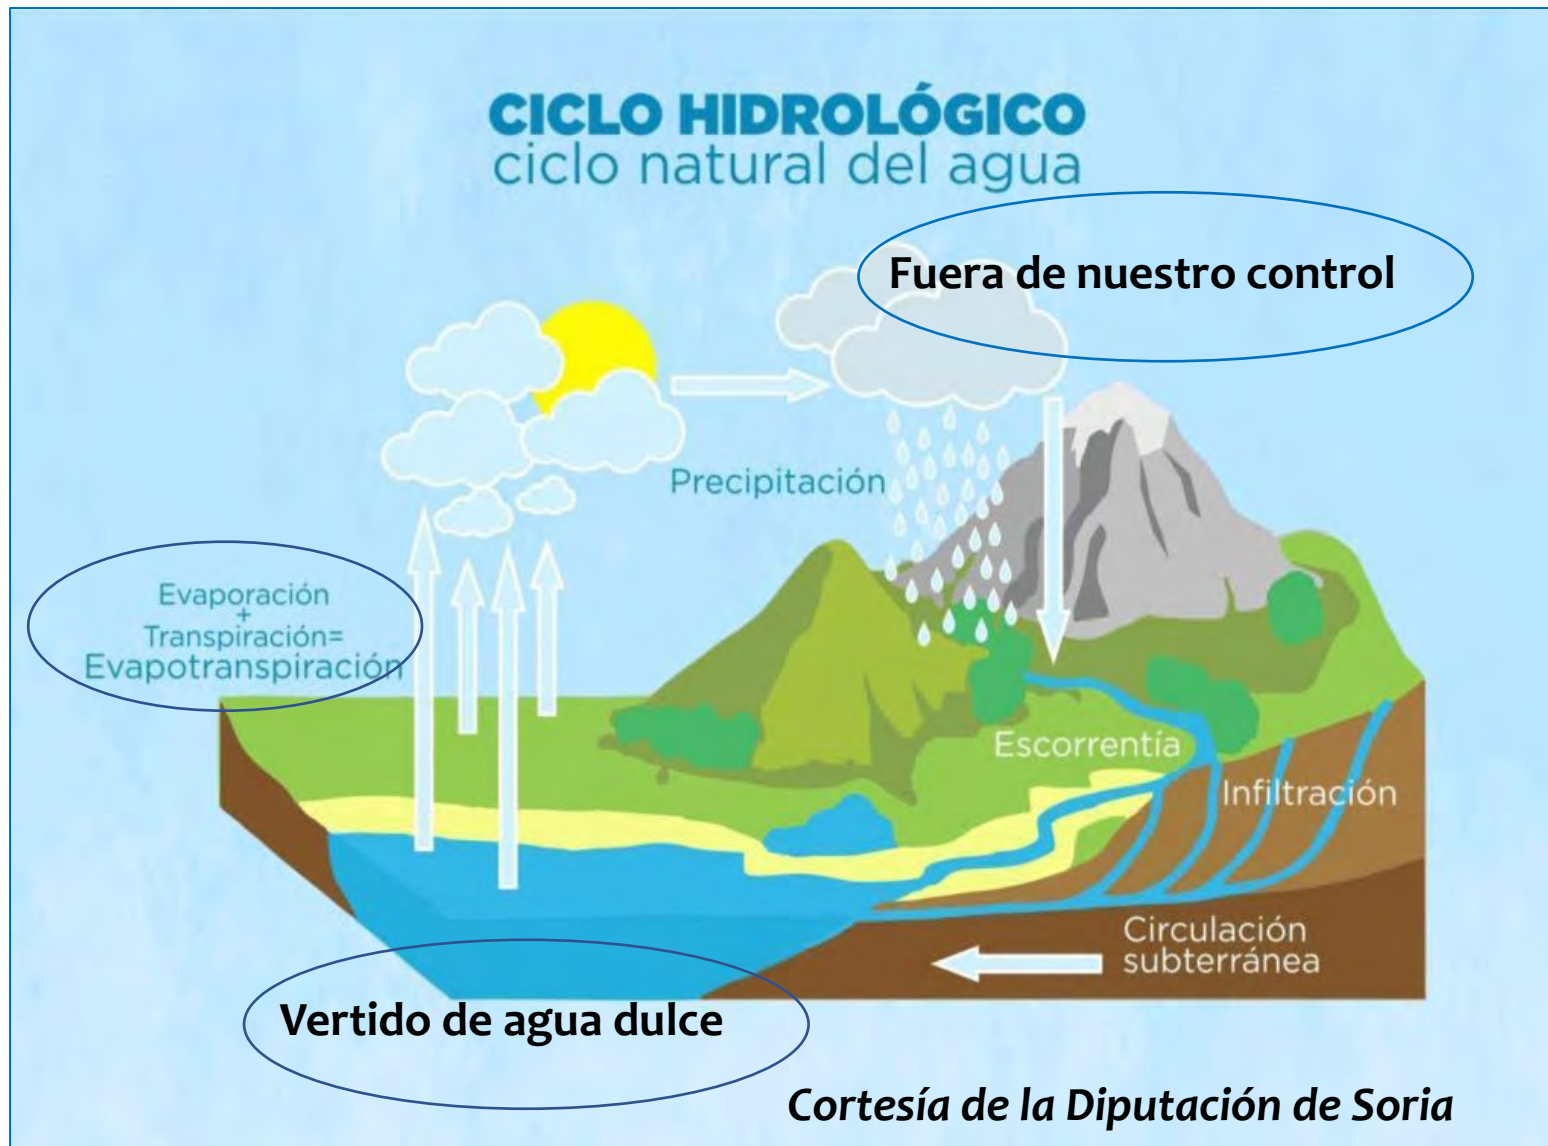 CICLO HIDROLÓGICO
ciclo natural del agua
Fuera de nuestro control
Precipitación
Evaporación
+
Transpiración=
Evapotranspiración
Escorrentía
Infiltración
Circulación
subterránea
Vertido de agua dulce
Cortesía de la Diputación de Soria